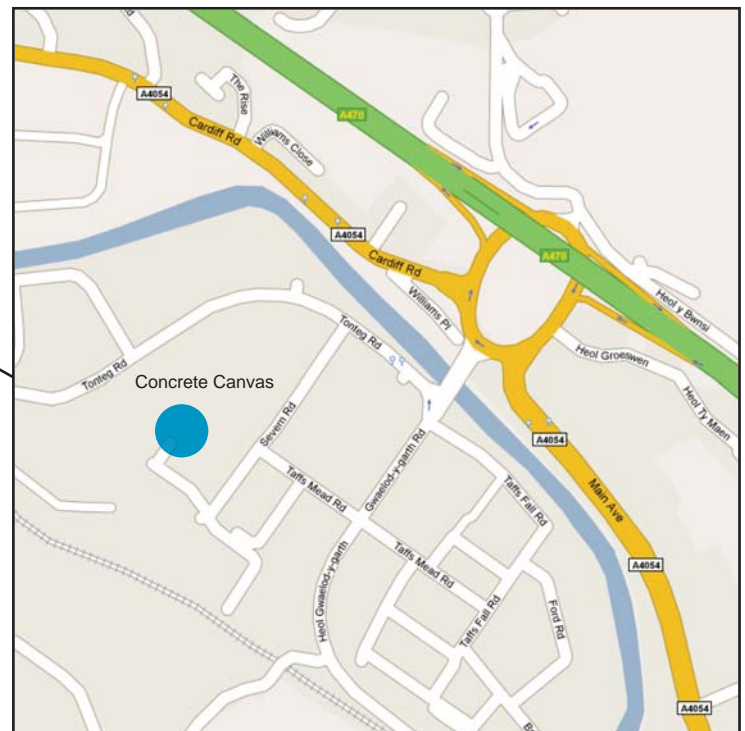 A4054
The Rise
Cardiff Rd
Williams Close
A470
A4054
Cardiff Rd
A470
Williams Pl
Heol y Bwnsi
Tonteg Rd
Heol Groeswen
Tonteg Rd
Concrete Canvas
Heol Ty Maen
Severn Rd
A4054
Gwaelod-y-garth Rd
Main Ave
Taffs Mead Rd
Taffs Fall Rd
Taffs Mead Rd
A4054
Heol Gwaelod-y-garth
Ford Rd
Taffs Fall Rd
A4054